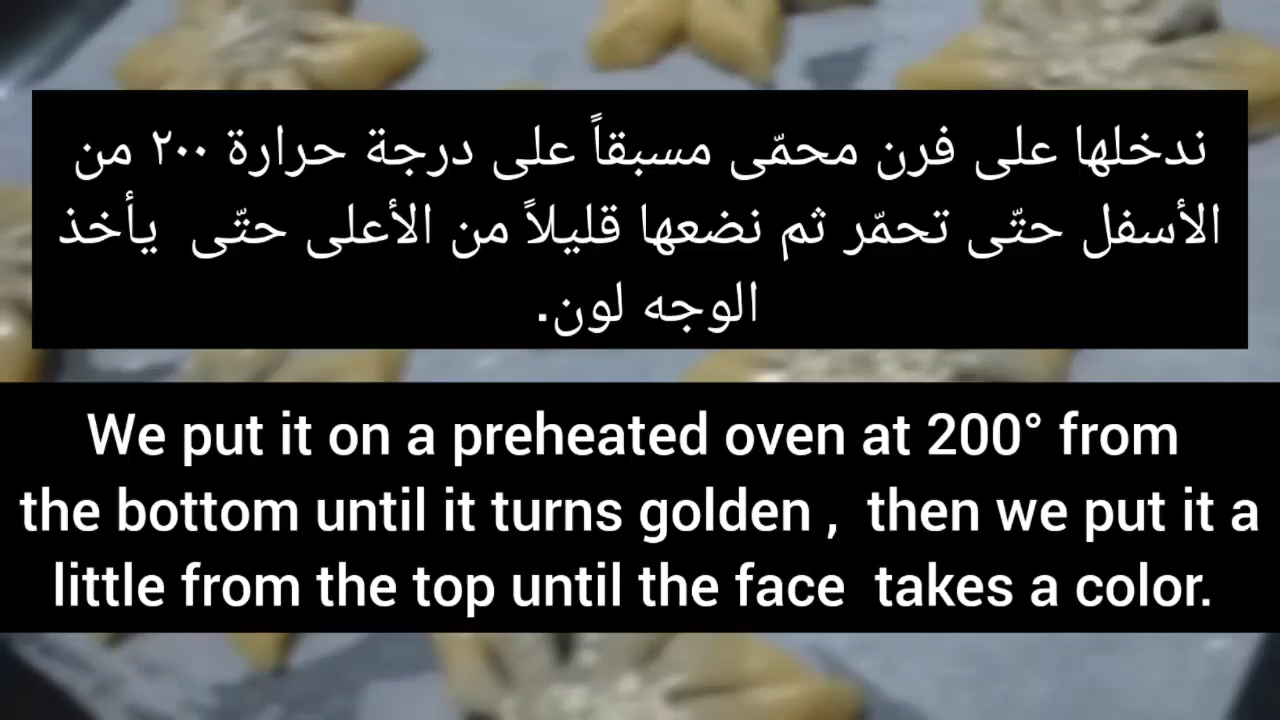 ندخلها على فرن محمّى مسبقاً على درجة حرارة ٢٠٠ من
الأسفل حتّى تحمّر ثم نضعها قليلاً من الأعلى حتّى يأخذ
الوجه لون.
We put it on a preheated oven at 200° from
the bottom until it turns golden , then we put it a
little from the top until the face takes a color.